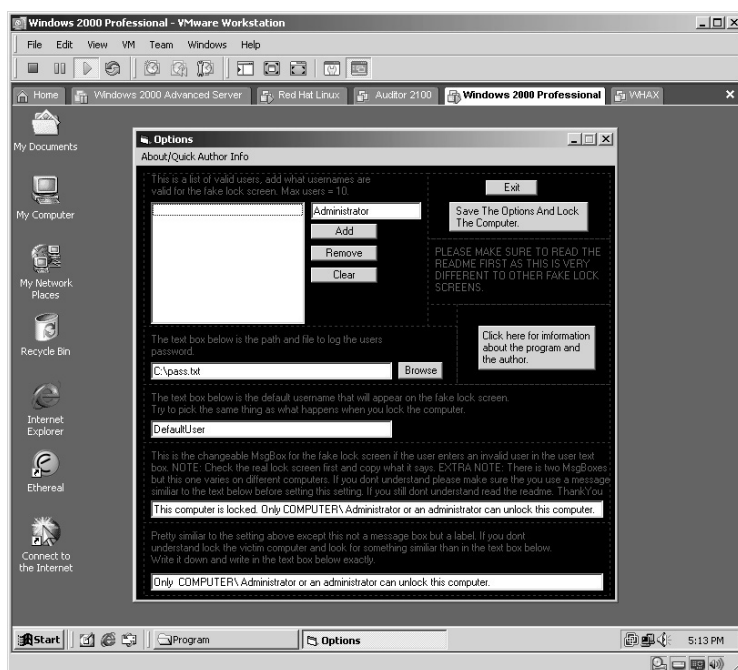 Windows 2000 Professional - VMware Workstation
File Edit View VM Team Windows Help
Home Windows 2000 Advanced Server Red Hat Linux Auditor 2100 Windows 2000 Professional WHAX
My Documents
My Computer
My Network
Places
Recycle Bin
Internet
Explorer
Ethereal
Connect to
the Internet
Options
About/Quick Author Info
This is a list of valid users, add what usernames are
valid for the fake lock screen. Max users = 10.
Administrator
Add
Remove
Clear
Exit
Save The Options And Lock
The Computer.
PLEASE MAKE SURE TO READ THE
README FIRST AS THIS IS VERY
DIFFERENT TO OTHER FAKE LOCK
SCREENS.
The text box below is the path and file to log the users
password.
C:\pass.txt
Browse
Click here for imformation
about the program and
the author.
The text box below is the default username that will appear on the fake lock screen.
Try to pick the same thing as what happens when you lock the computer.
DefaultUser
This is the changeable MsgBox for the fake lock screen if the user enters an invalid user in the user text
box. NOTE: Check the real lock screen first and copy what it says. EXTRA NOTE: There is two MsgBoxes
but this one varies on different computers. If you dont understand please make sure the you use a message
similiar to the text below before setting this setting. If you still dont understand read the readme. ThankYou
This computer is locked. Only COMPUTER\Administrator or an administrator can unlock this computer.
Pretty similiar to the setting above except this not a message box but a label. If you dont
understand lock the victim computer and look for something similiar than in the text box below.
Write it down and write in the text box below exactly.
Only COMPUTER\Administrator or an administrator can unlock this computer.
Start Program Options 5:13 PM